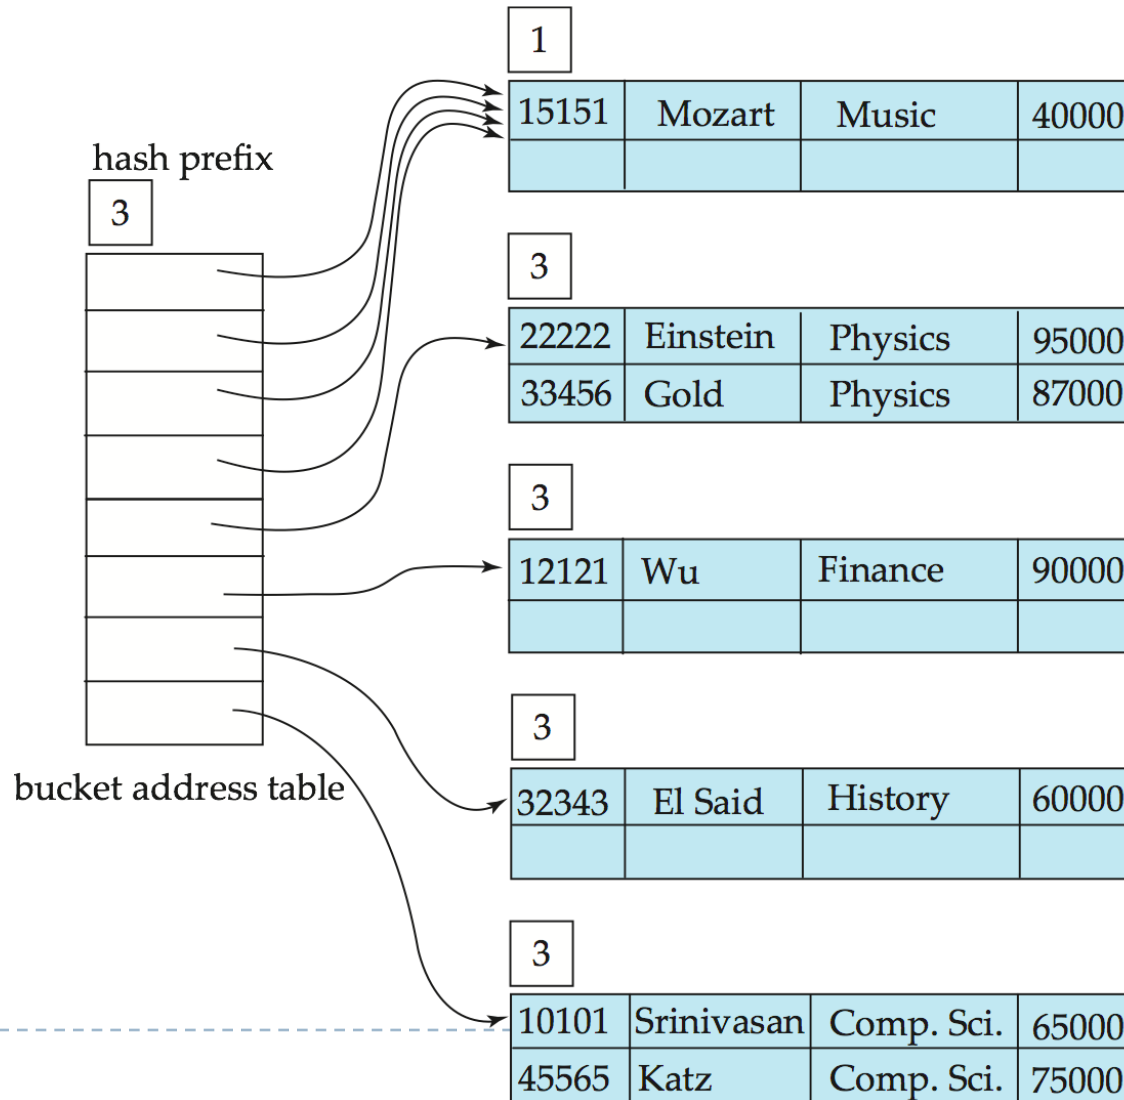 hash prefix
3
bucket address table
1
15151 Mozart Music 40000
3
22222 Einstein Physics 95000
33456 Gold Physics 87000
3
12121 Wu Finance 90000
3
32343 El Said History 60000
3
10101 Srinivasan Comp. Sci. 65000
45565 Katz Comp. Sci. 75000